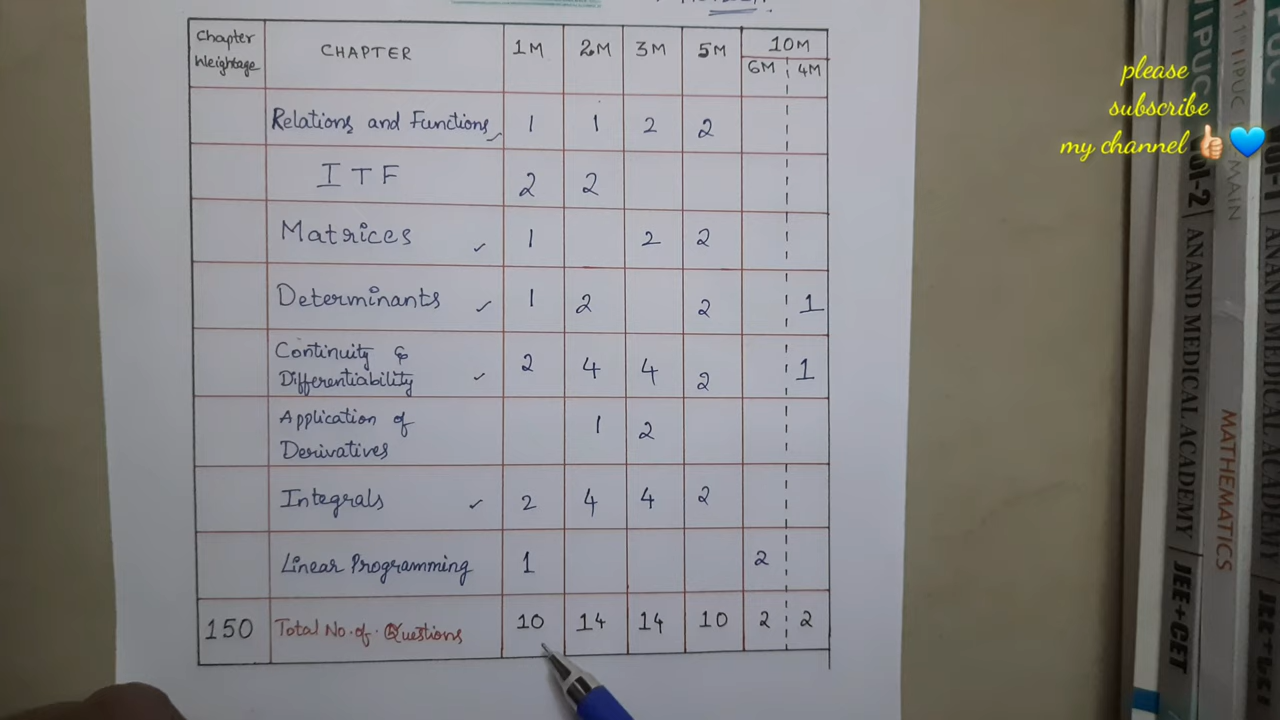 Chapter Weightage CHAPTER 1M 2M 3M 5M 10M
6M 4M
Relations and Functions 1 1 2 2
ITF 2 2
Matrices 1 2 2
Determinants 1 2 2 1
Continuity & Differentiability 2 4 4 2 1
Application of Derivatives 1 2
Integrals 2 4 4 2
Linear Programming 1 2
150 Total No. of. Questions 10 14 14 10 2 2
please
subscribe
my channel 👍🏻💙
ANAND MEDICAL ACADEMY
JEE+CET
MATHEMATICS